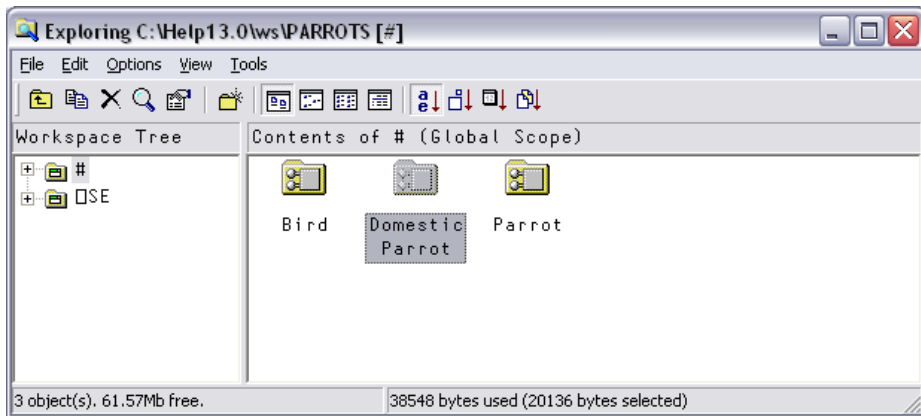 Exploring C:\Help13.0\ws\PARROTS [#]
File Edit Options View Tools
Workspace Tree
Contents of # (Global Scope)
#
⎕SE
Bird
Domestic
Parrot
Parrot
3 object(s). 61.57Mb free.
38548 bytes used (20136 bytes selected)